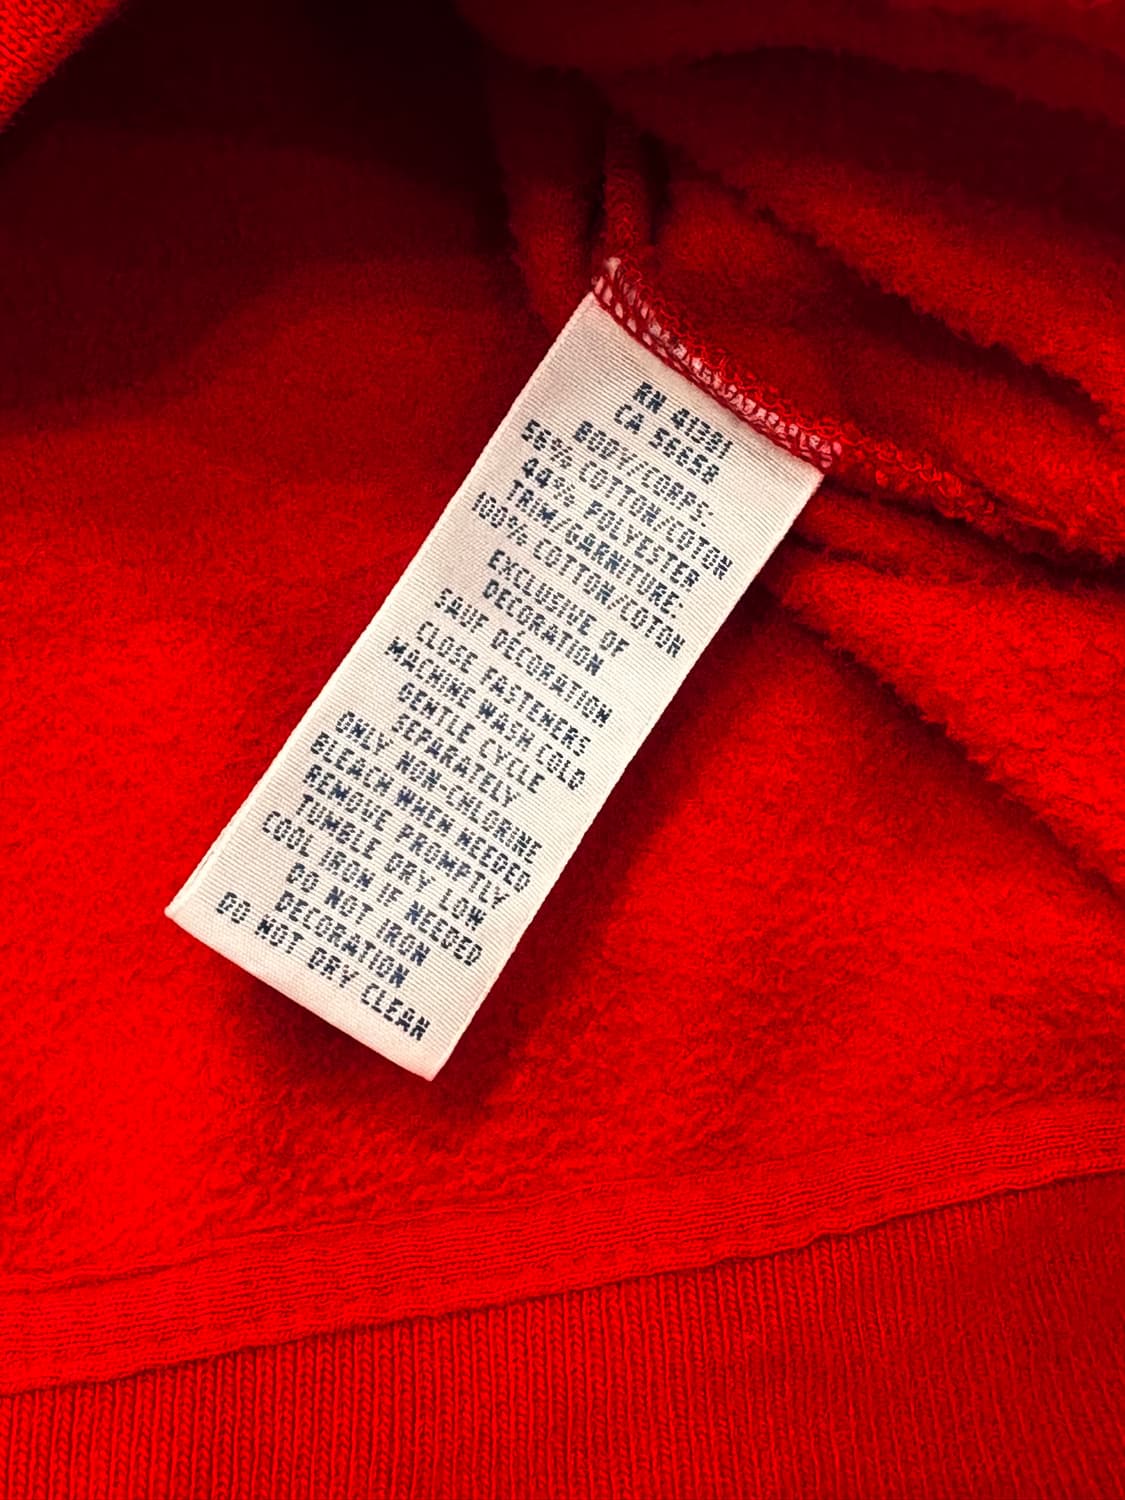 RN 41381
CA 56658
BODY/CORPS:
56% COTTON/COTON
44% POLYESTER
TRIM/GARNITURE:
100% COTTON/COTON
EXCLUSIVE OF
DECORATION
SAUF DÉCORATION
CLOSE FASTENERS
MACHINE WASH COLD
GENTLE CYCLE
SEPARATELY
ONLY NON-CHLORINE
BLEACH WHEN NEEDED
REMOVE PROMPTLY
TUMBLE DRY LOW
COOL IRON IF NEEDED
DO NOT IRON
DECORATION
DO NOT DRY CLEAN